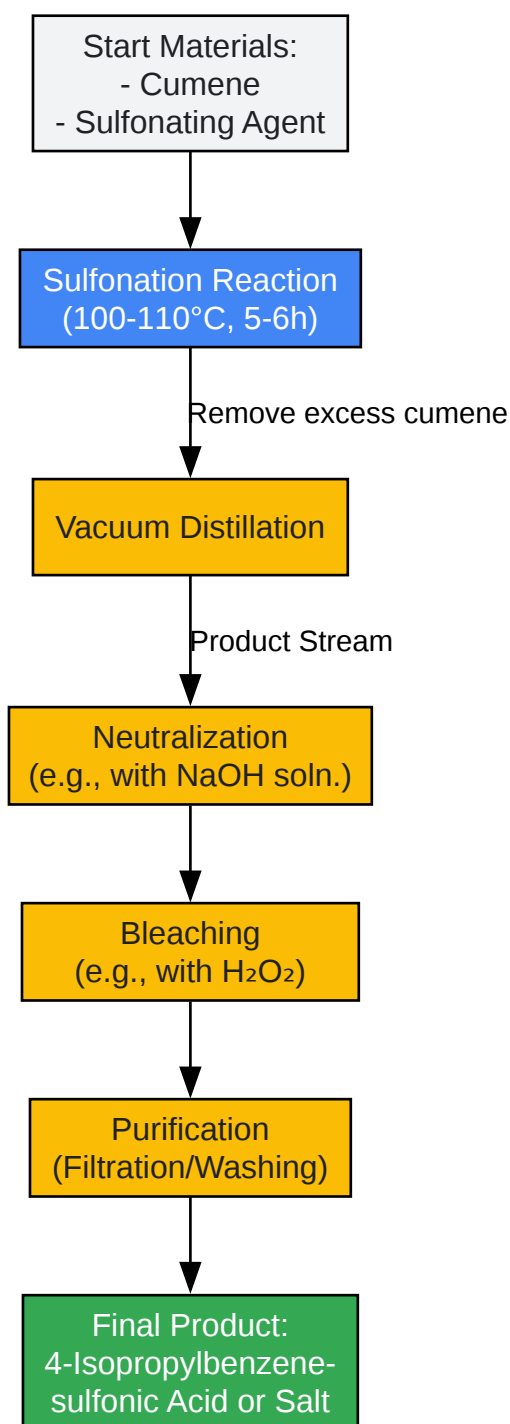 Start Materials:
- Cumene
- Sulfonating Agent
Sulfonation Reaction
(100-110°C, 5-6h)
Remove excess cumene
Vacuum Distillation
Product Stream
Neutralization
(e.g., with NaOH soln.)
Bleaching
(e.g., with H₂O₂)
Purification
(Filtration/Washing)
Final Product:
4-Isopropylbenzene-
sulfonic Acid or Salt